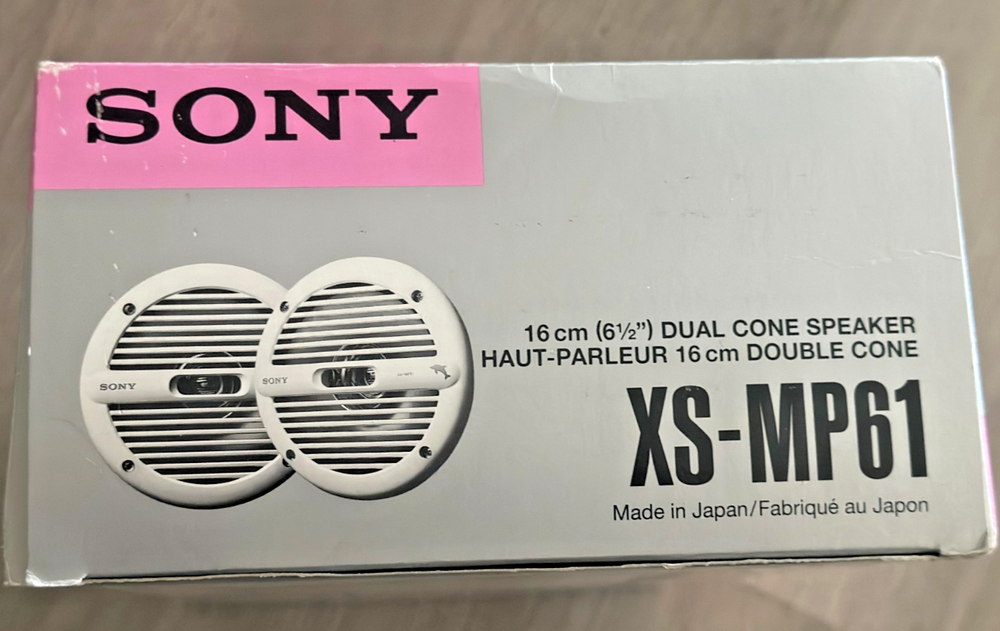 SONY
16 cm (6½”) DUAL CONE SPEAKER
HAUT-PARLEUR 16 cm DOUBLE CONE
XS-MP61
Made in Japan/Fabriqué au Japon
SONY
SONY